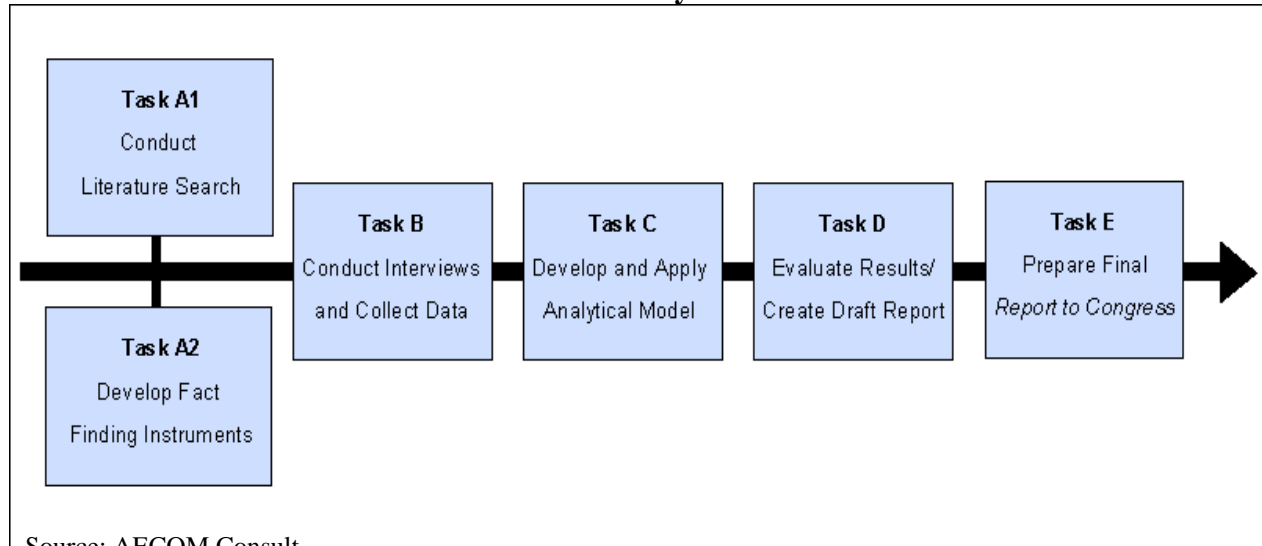 Task A1
Conduct
Literature Search
Task A2
Develop Fact
Finding Instruments
Task B
Conduct Interviews
and Collect Data
Task C
Develop and Apply
Analytical Model
Task D
Evaluate Results/
Create Draft Report
Task E
Prepare Final
Report to Congress
Source: AECOM Consult